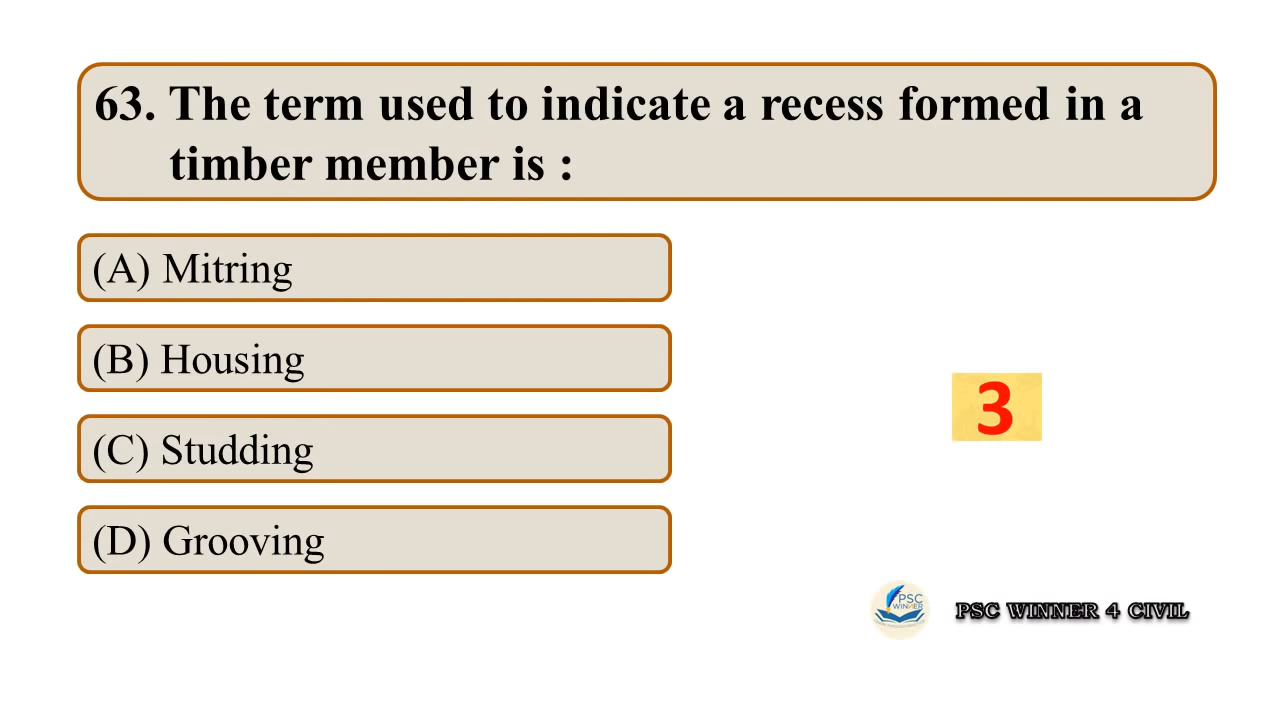 63. The term used to indicate a recess formed in a
timber member is :
(A) Mitring
(B) Housing
3
(C) Studding
(D) Grooving
PSC
WINNER
PSC WINNER 4 CIVIL